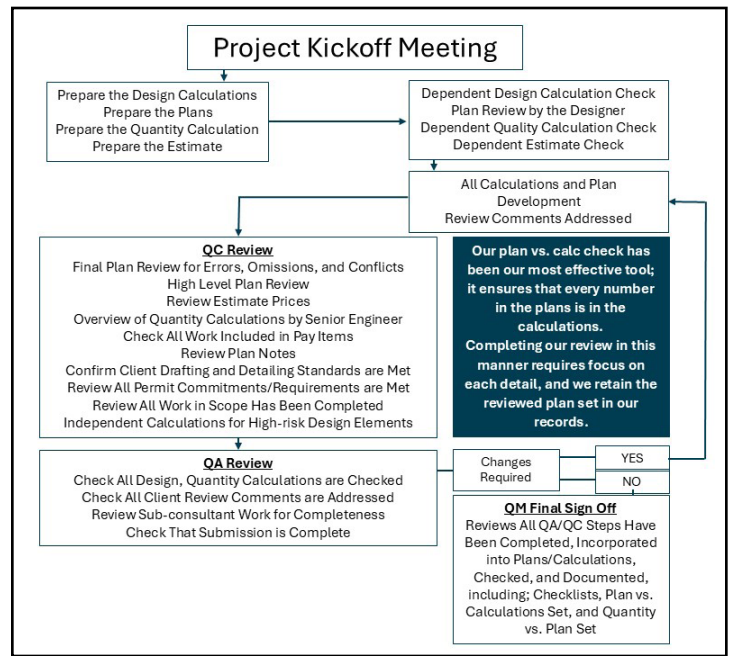 Project Kickoff Meeting
Prepare the Design Calculations
Prepare the Plans
Prepare the Quantity Calculation
Prepare the Estimate
Dependent Design Calculation Check
Plan Review by the Designer
Dependent Quality Calculation Check
Dependent Estimate Check
All Calculations and Plan
Development
Review Comments Addressed
QC Review
Final Plan Review for Errors, Omissions, and Conflicts
High Level Plan Review
Review Estimate Prices
Overview of Quantity Calculations by Senior Engineer
Check All Work Included in Pay Items
Review Plan Notes
Confirm Client Drafting and Detailing Standards are Met
Review All Permit Commitments/Requirements are Met
Review All Work in Scope Has Been Completed
Independent Calculations for High-risk Design Elements
Our plan vs. calc check has
been our most effective tool;
it ensures that every number
in the plans is in the
calculations.
Completing our review in this
manner requires focus on
each detail, and we retain the
reviewed plan set in our
records.
QA Review
Check All Design, Quantity Calculations are Checked
Check All Client Review Comments are Addressed
Review Sub-consultant Work for Completeness
Check That Submission is Complete
Changes
Required
YES
NO
QM Final Sign Off
Reviews All QA/QC Steps Have
Been Completed, Incorporated
into Plans/Calculations,
Checked, and Documented,
including; Checklists, Plan vs.
Calculations Set, and Quantity
vs. Plan Set